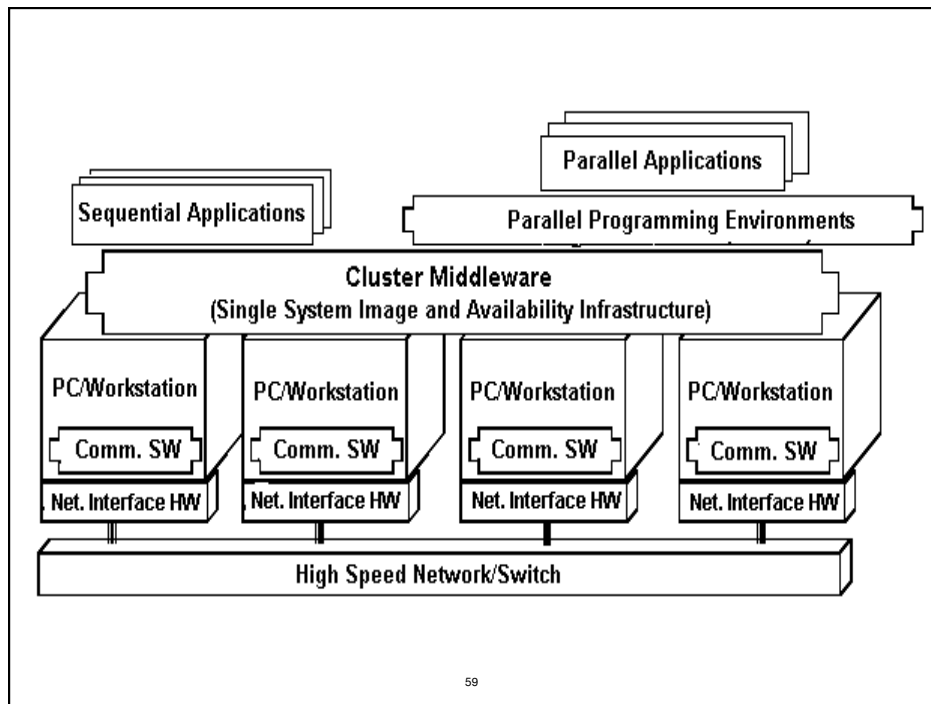 Parallel Applications
Sequential Applications
Parallel Programming Environments
Cluster Middleware
(Single System Image and Availability Infrastructure)
PC/Workstation
PC/Workstation
PC/Workstation
PC/Workstation
Comm. SW
Comm. SW
Comm. SW
Comm. SW
Net. Interface HW
Net. Interface HW
Net. Interface HW
Net. Interface HW
High Speed Network/Switch
59